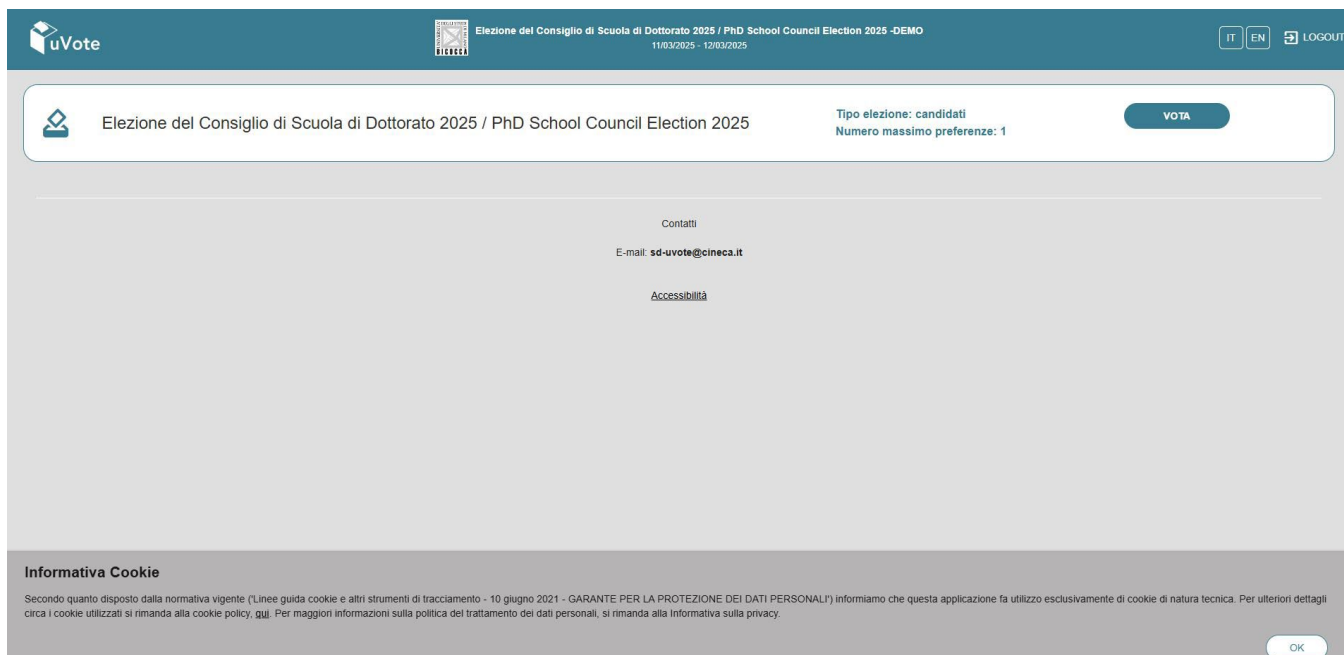 uVote
BICOCCA
Elezione del Consiglio di Scuola di Dottorato 2025 / PhD School Council Election 2025 -DEMO
11/03/2025 - 12/03/2025
IT EN LOGOUT
Elezione del Consiglio di Scuola di Dottorato 2025 / PhD School Council Election 2025
Tipo elezione: candidati
Numero massimo preferenze: 1
VOTA
Contatti
E-mail: sd-uvote@cineca.it
Accessibilità
Informativa Cookie
Secondo quanto disposto dalla normativa vigente ('Linee guida cookie e altri strumenti di tracciamento - 10 giugno 2021 - GARANTE PER LA PROTEZIONE DEI DATI PERSONALI') informiamo che questa applicazione fa utilizzo esclusivamente di cookie di natura tecnica. Per ulteriori dettagli
circa i cookie utilizzati si rimanda alla cookie policy, qui. Per maggiori informazioni sulla politica del trattamento dei dati personali, si rimanda alla Informativa sulla privacy.
OK